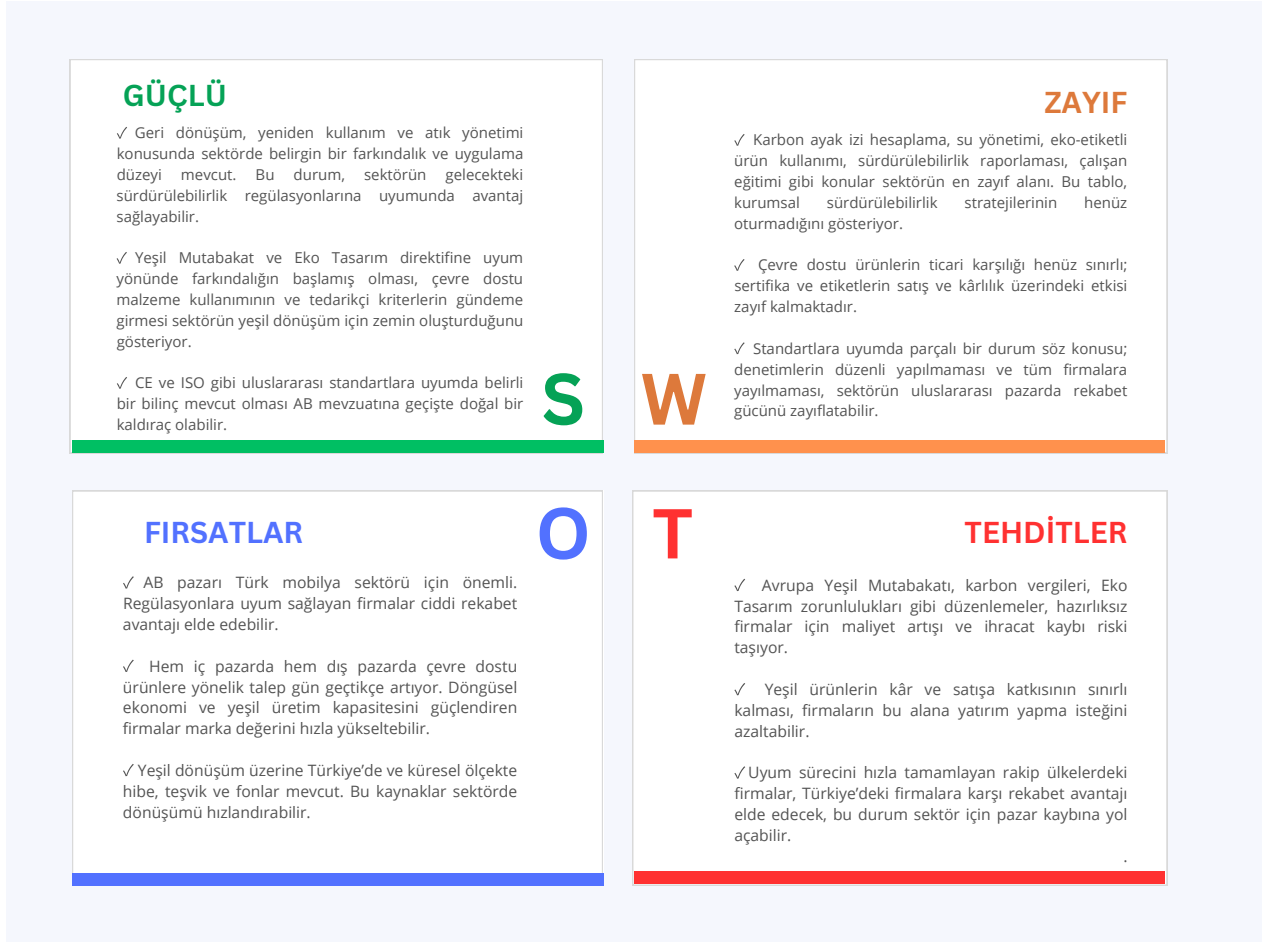 GÜÇLÜ
✓ Geri dönüşüm, yeniden kullanım ve atık yönetimi
konusunda sektörde belirgin bir farkındalık ve uygulama
düzeyi mevcut. Bu durum, sektörün gelecekteki
sürdürülebilirlik regülasyonlarına uyumunda avantaj
sağlayabilir.
✓ Yeşil Mutabakat ve Eko Tasarım direktifine uyum
yönünde farkındalığın başlamış olması, çevre dostu
malzeme kullanımının ve tedarikçi kriterlerin gündeme
girmesi sektörün yeşil dönüşüm için zemin oluşturduğunu
gösteriyor.
✓ CE ve ISO gibi uluslararası standartlara uyumda belirli
bir bilinç mevcut olması AB mevzuatına geçişte doğal bir
kaldıraç olabilir.
S
ZAYIF
✓ Karbon ayak izi hesaplama, su yönetimi, eko-etiketli
ürün kullanımı, sürdürülebilirlik raporlaması, çalışan
eğitimi gibi konular sektörün en zayıf alanı. Bu tablo,
kurumsal sürdürülebilirlik stratejilerinin henüz
oturmadığını gösteriyor.
✓ Çevre dostu ürünlerin ticari karşılığı henüz sınırlı;
sertifika ve etiketlerin satış ve kârlılık üzerindeki etkisi
zayıf kalmaktadır.
✓ Standartlara uyumda parçalı bir durum söz konusu;
denetimlerin düzenli yapılmaması ve tüm firmalara
yayılmaması, sektörün uluslararası pazarda rekabet
gücünü zayıflatabilir.
W
FIRSATLAR
O
✓ AB pazarı Türk mobilya sektörü için önemli.
Regülasyonlara uyum sağlayan firmalar ciddi rekabet
avantajı elde edebilir.
✓ Hem iç pazarda hem dış pazarda çevre dostu
ürünlere yönelik talep gün geçtikçe artıyor. Döngüsel
ekonomi ve yeşil üretim kapasitesini güçlendiren
firmalar marka değerini hızla yükseltebilir.
✓ Yeşil dönüşüm üzerine Türkiye’de ve küresel ölçekte
hibe, teşvik ve fonlar mevcut. Bu kaynaklar sektörde
dönüşümü hızlandırabilir.
T
TEHDİTLER
✓ Avrupa Yeşil Mutabakatı, karbon vergileri, Eko
Tasarım zorunlulukları gibi düzenlemeler, hazırlıksız
firmalar için maliyet artışı ve ihracat kaybı riski
taşıyor.
✓ Yeşil ürünlerin kâr ve satışa katkısının sınırlı
kalması, firmaların bu alana yatırım yapma isteğini
azaltabilir.
✓Uyum sürecini hızla tamamlayan rakip ülkelerdeki
firmalar, Türkiye’deki firmalara karşı rekabet avantajı
elde edecek, bu durum sektör için pazar kaybına yol
açabilir.
.